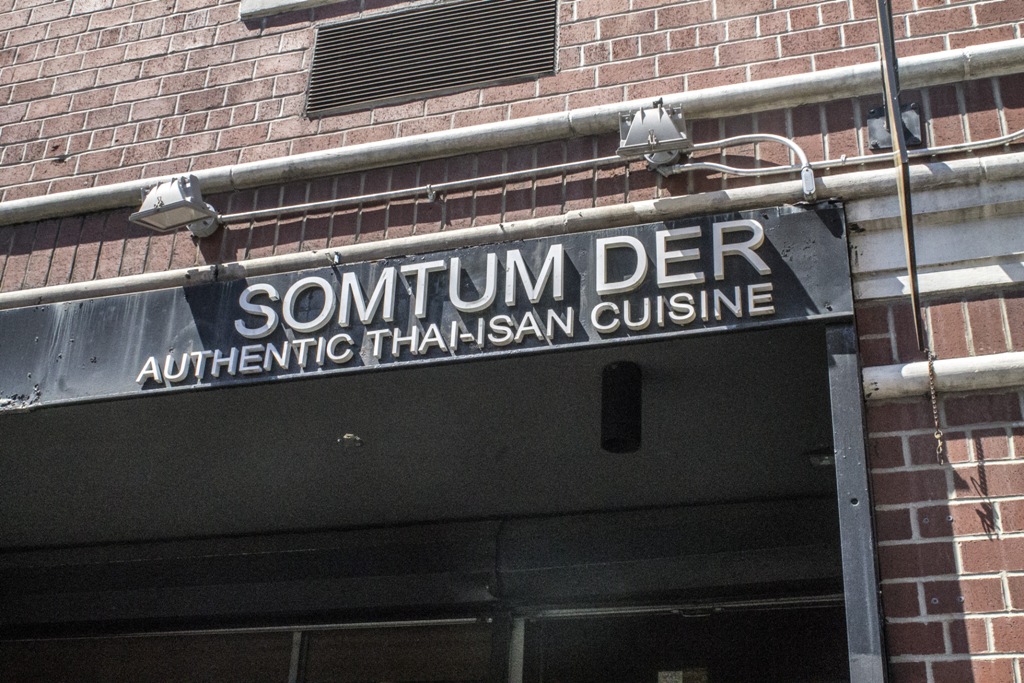 SOMTUM DER
AUTHENTIC THAI-ISAN CUISINE